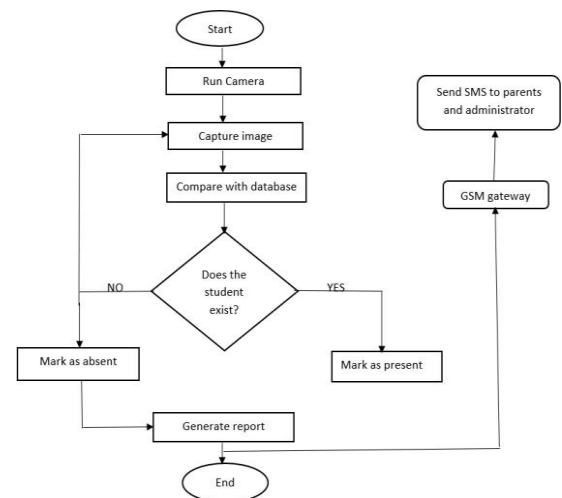 Start
Run Camera
Send SMS to parents
and administrator
Capture image
Compare with database
GSM gateway
Does the
student
exist?
NO
YES
Mark as absent
Mark as present
Generate report
End